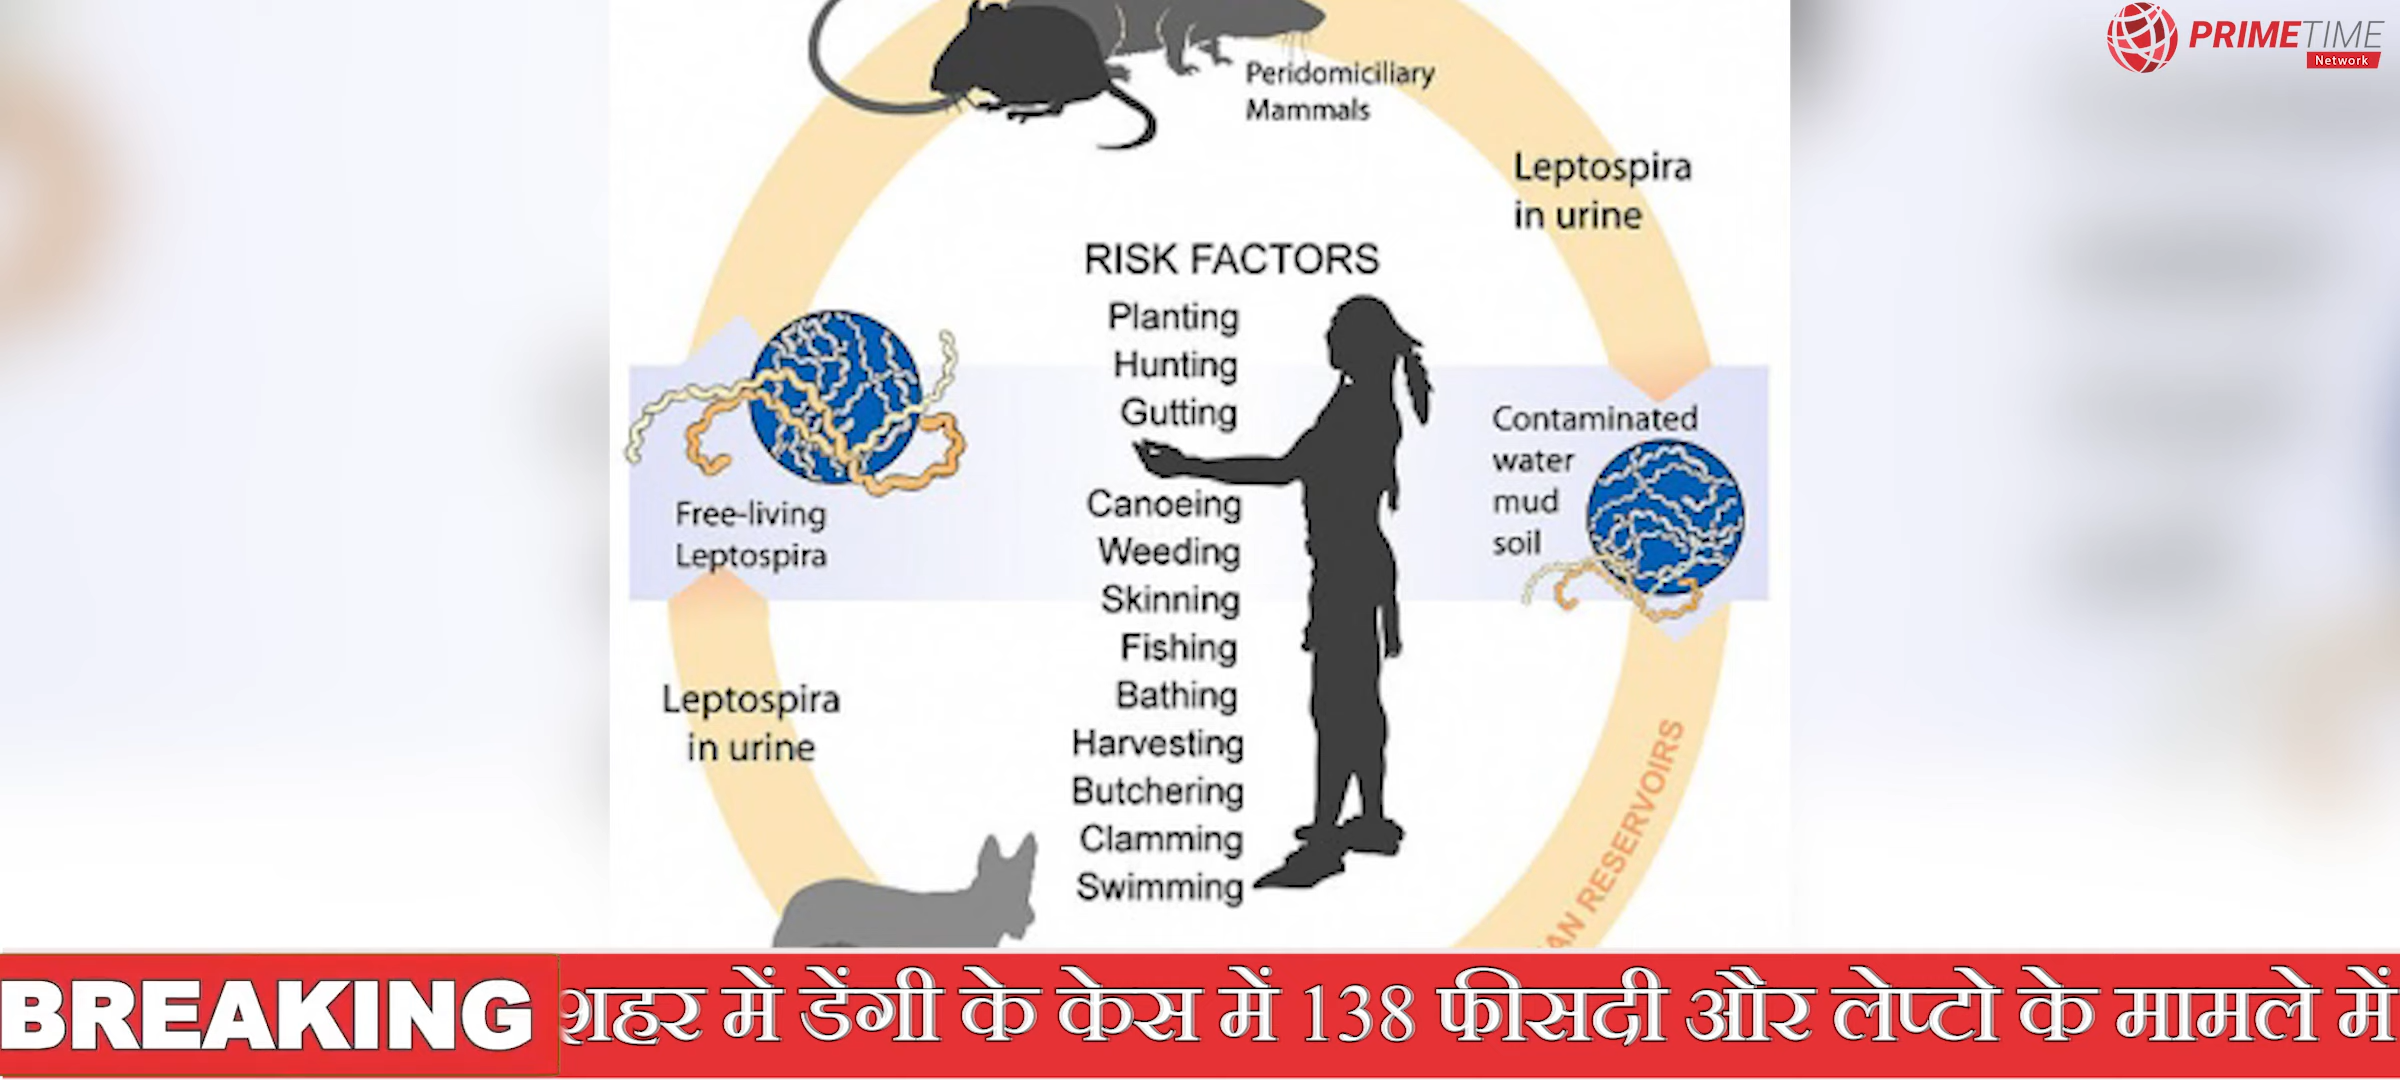 PRIMETIME
Network
Peridomiciliary
Mammals
Leptospira
in urine
RISK FACTORS
Planting
Hunting
Gutting
Canoeing
Weeding
Skinning
Fishing
Bathing
Harvesting
Butchering
Clamming
Swimming
Free-living
Leptospira
Contaminated
water
mud
soil
Leptospira
in urine
RESERVOIRS
BREAKING
शहर में डेंगी के केस में 138 फीसदी और लेप्टो के मामले में